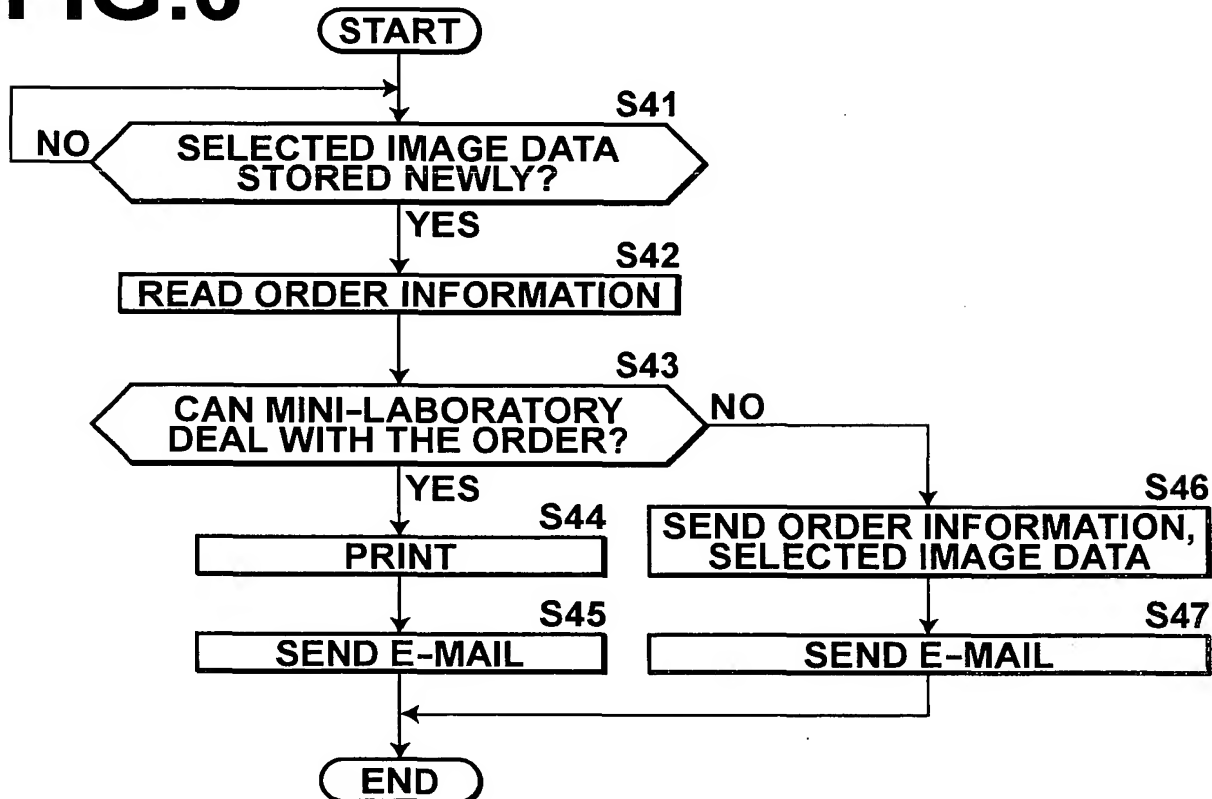 START
S41
NO
SELECTED IMAGE DATA
STORED NEWLY?
YES
S42
READ ORDER INFORMATION
S43
CAN MINI-LABORATORY
DEAL WITH THE ORDER?
NO
YES
S44
PRINT
S46
SEND ORDER INFORMATION,
SELECTED IMAGE DATA
S45
SEND E-MAIL
S47
SEND E-MAIL
END